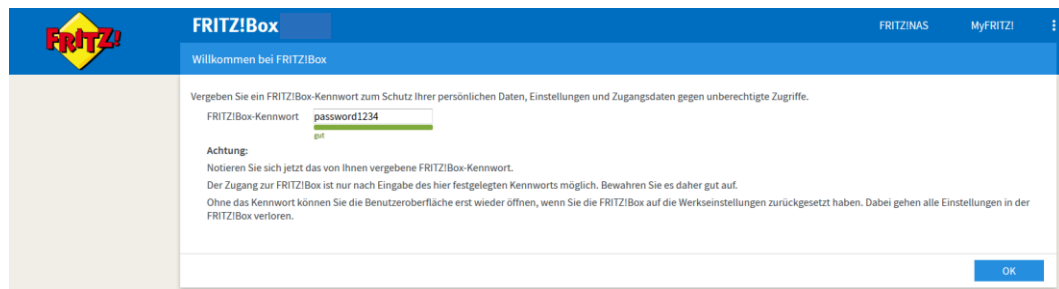 FRITZ!
FRITZ!Box
FRITZ!NAS
MyFRITZ!
Willkommen bei FRITZ!Box
Vergeben Sie ein FRITZ!Box-Kennwort zum Schutz Ihrer persönlichen Daten, Einstellungen und Zugangsdaten gegen unberechtigte Zugriffe.
FRITZ!Box-Kennwort password1234
gut
Achtung:
Notieren Sie sich jetzt das von Ihnen vergebene FRITZ!Box-Kennwort.
Der Zugang zur FRITZ!Box ist nur nach Eingabe des hier festgelegten Kennworts möglich. Bewahren Sie es daher gut auf.
Ohne das Kennwort können Sie die Benutzeroberfläche erst wieder öffnen, wenn Sie die FRITZ!Box auf die Werkseinstellungen zurückgesetzt haben. Dabei gehen alle Einstellungen in der
FRITZ!Box verloren.
OK